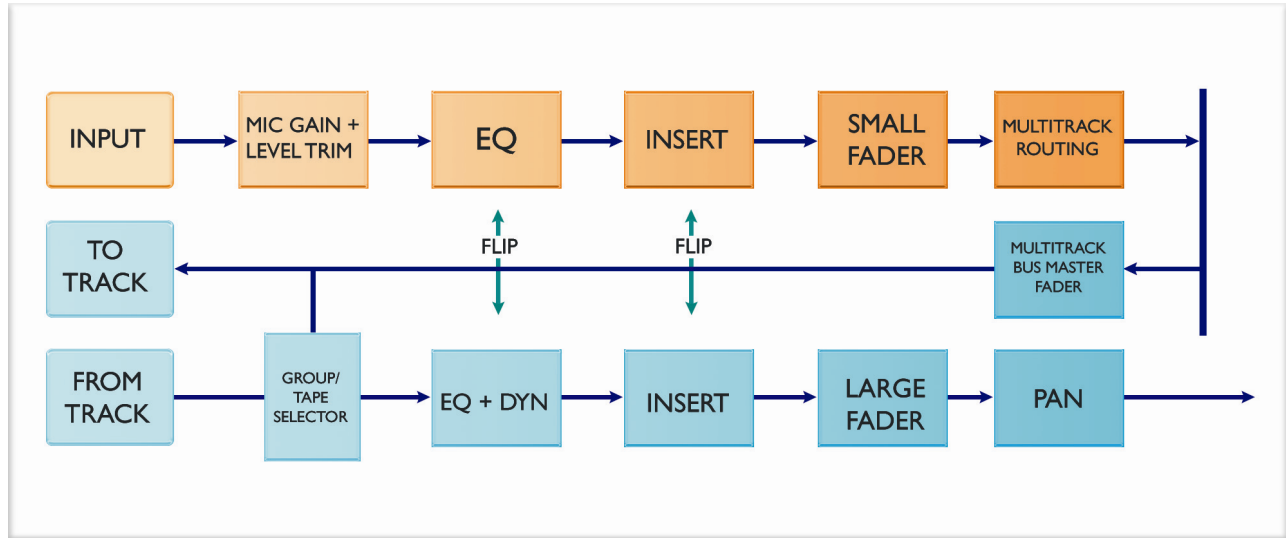 INPUT
MIC GAIN +
LEVEL TRIM
EQ
INSERT
SMALL
FADER
MULTITRACK
ROUTING
TO
TRACK
FLIP
FLIP
MULTITRACK
BUS MASTER
FADER
FROM
TRACK
GROUP/
TAPE
SELECTOR
EQ + DYN
INSERT
LARGE
FADER
PAN